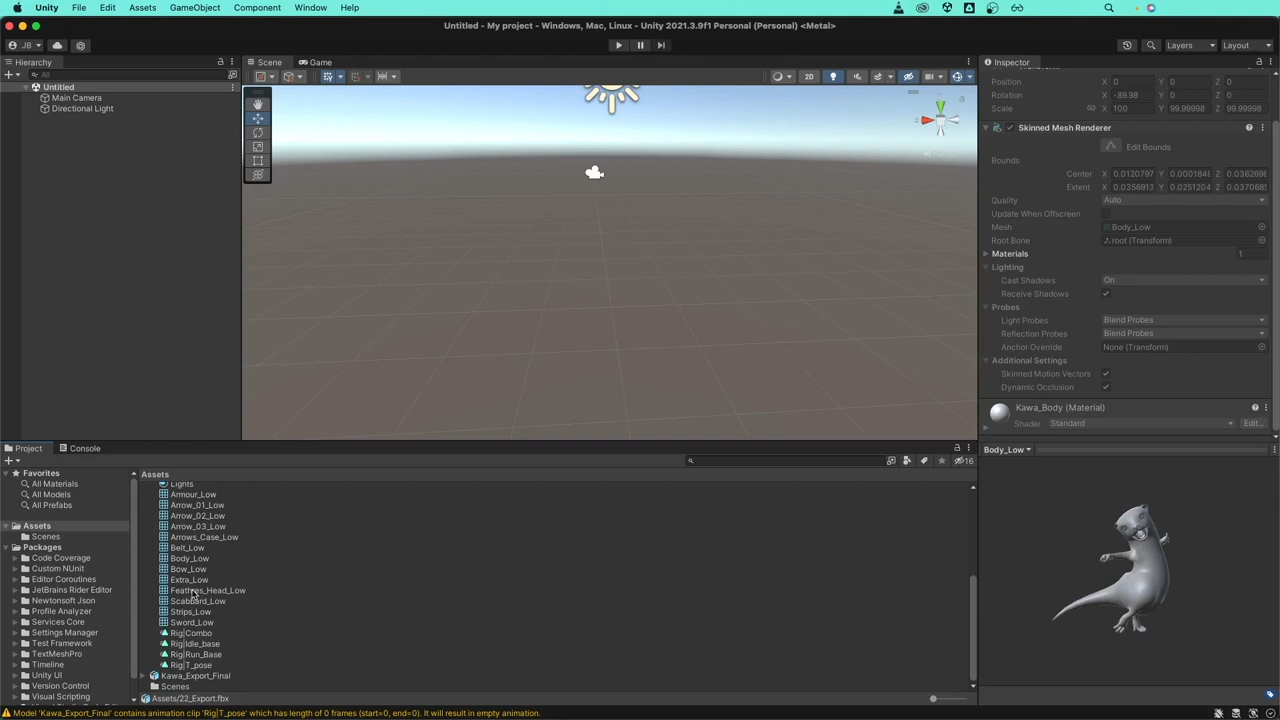 Unity File Edit Assets GameObject Component Window Help
Untitled - My project - Windows, Mac, Linux - Unity 2021.3.9f1 Personal (Personal) <Metal>
JB Layers Layout
Hierarchy Scene Game Inspector
All 2D
Untitled
Main Camera
Directional Light
Position X 0 Y 0 Z 0
Rotation X -89.98 Y 0 Z 0
Scale X 100 Y 99.99998 Z 99.99998
Skinned Mesh Renderer
Edit Bounds
Bounds
Center X 0.0120797 Y 0.0001849 Z 0.0362698
Extent X 0.0356913 Y 0.0251204 Z 0.0370685
Quality Auto
Update When Offscreen
Mesh Body_Low
Root Bone root (Transform)
Materials 1
Lighting
Cast Shadows On
Receive Shadows
Probes
Light Probes Blend Probes
Reflection Probes Blend Probes
Anchor Override None (Transform)
Additional Settings
Skinned Motion Vectors
Dynamic Occlusion
Kawa_Body (Material)
Shader Standard Edit...
Body_Low
Project Console
16
Favorites
All Materials
All Models
All Prefabs
Assets
Scenes
Packages
Code Coverage
Custom NUnit
Editor Coroutines
JetBrains Rider Editor
Newtonsoft Json
Profile Analyzer
Services Core
Settings Manager
Test Framework
TextMeshPro
Timeline
Unity UI
Version Control
Visual Scripting
Assets
Lights
Armour_Low
Arrow_01_Low
Arrow_02_Low
Arrow_03_Low
Arrows_Case_Low
Belt_Low
Body_Low
Bow_Low
Extra_Low
Feathres_Head_Low
Scabbard_Low
Strips_Low
Sword_Low
Rig|Combo
Rig|Idle_base
Rig|Run_Base
Rig|T_pose
Kawa_Export_Final
Scenes
Assets/22_Export.fbx
Model 'Kawa_Export_Final' contains animation clip 'Rig|T_pose' which has length of 0 frames (start=0, end=0). It will result in empty animation.